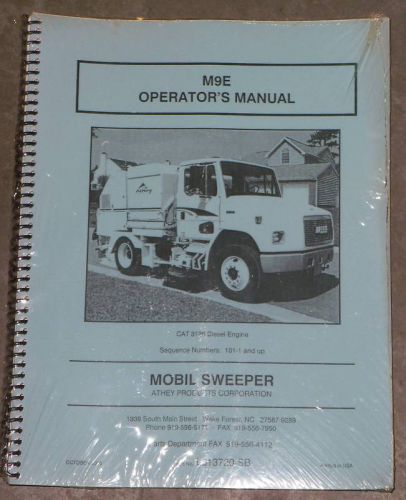 M9E
OPERATOR'S MANUAL
Athey
CAT 3126 Diesel Engine
Sequence Numbers: 101-1 and up
MOBIL SWEEPER
ATHEY PRODUCTS CORPORATION
1839 South Main Street Wake Forest, NC 27587-9289
Phone 919-556-5171 FAX 919-556-7950
Parts Department FAX 919-556-4112
USA